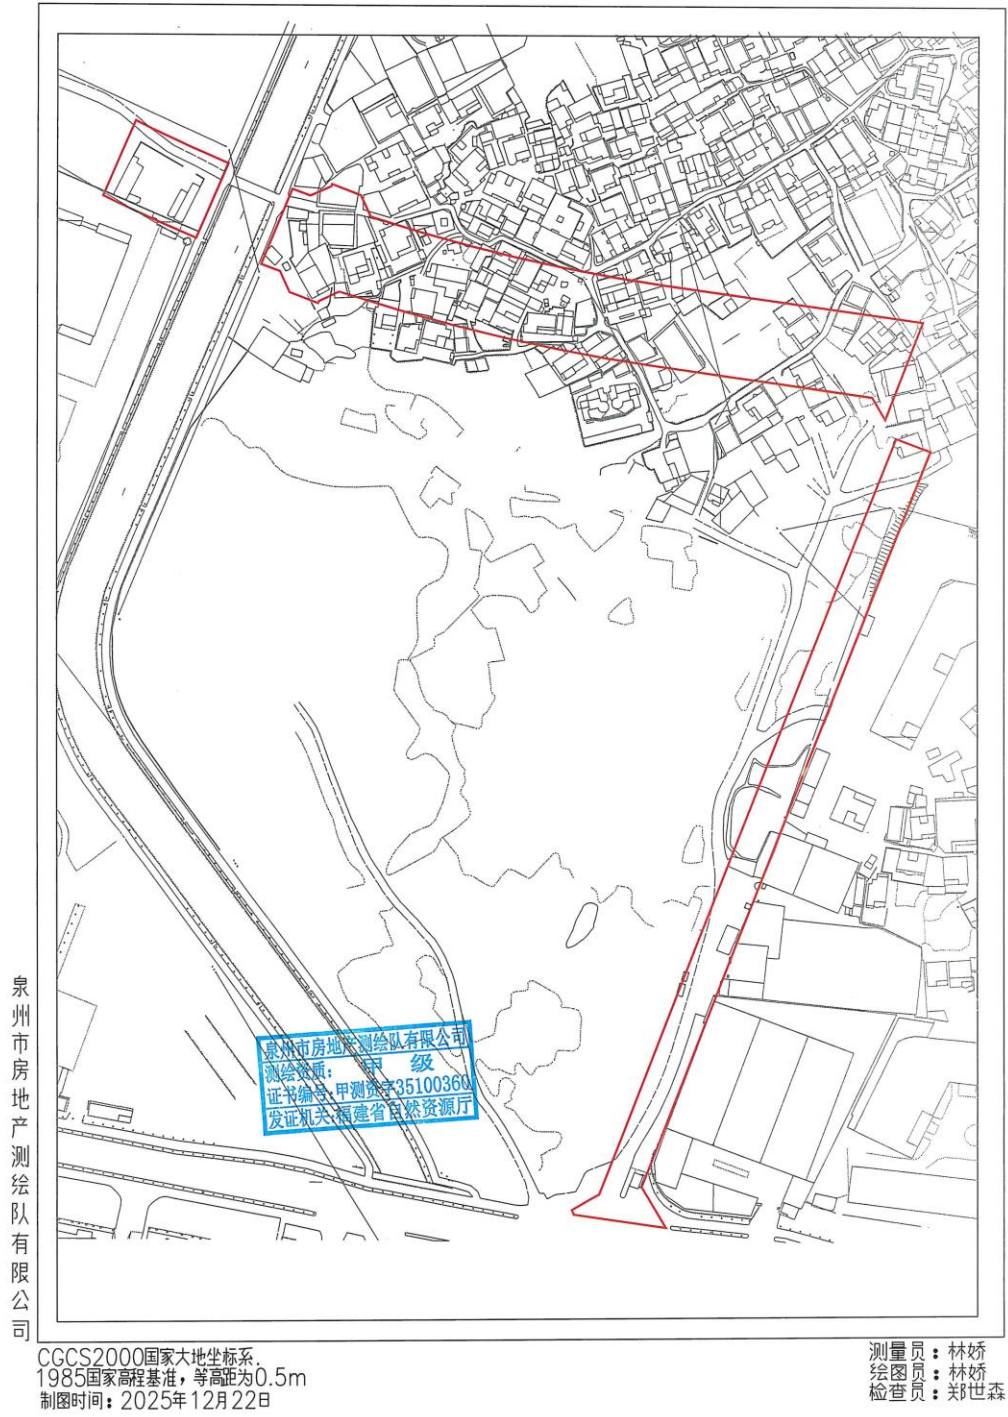 泉州市房地产测绘队有限公司
泉州市房地产测绘队有限公司
测绘资质：甲 级
证书编号:甲测资字35100360
发证机关:福建省自然资源厅
CGCS2000国家大地坐标系.
1985国家高程基准，等高距为0.5m
制图时间：2025年12月22日
测量员：林娇
绘图员：林娇
检查员：郑世森